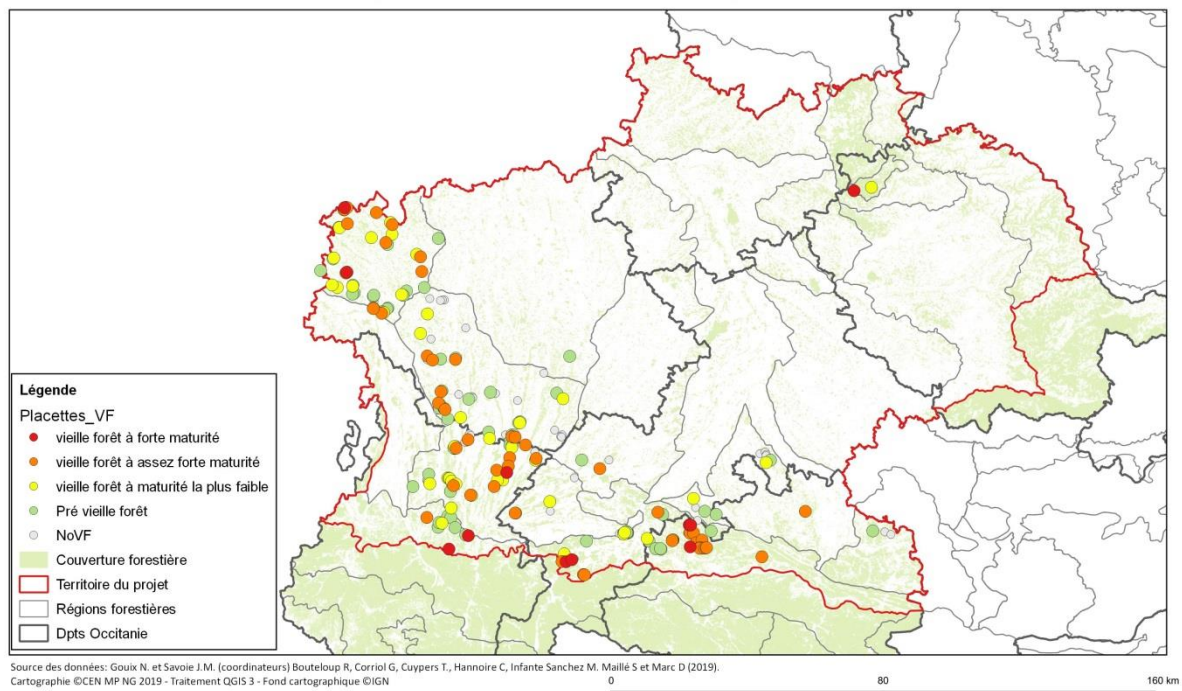 Légende
Placettes_VF
vieille forêt à forte maturité
vieille forêt à assez forte maturité
vieille forêt à maturité la plus faible
Pré vieille forêt
NoVF
Couverture forestière
Territoire du projet
Régions forestières
Dpts Occitanie
Source des données: Gouix N. et Savoie J.M. (coordinateurs) Bouteloup R, Corriol G, Cuypers T., Hannoire C, Infante Sanchez M. Maillé S et Marc D (2019).
Cartographie ©CEN MP NG 2019 - Traitement QGIS 3 - Fond cartographique ©IGN
0 80 160 km